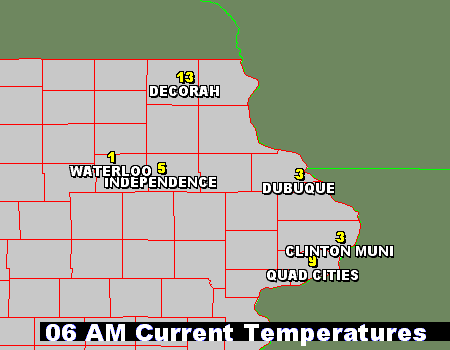 13
DECORAH
1
WATERLOO
5
INDEPENDENCE
3
DUBUQUE
3
CLINTON MUNI
9
QUAD CITIES
06 AM Current Temperatures